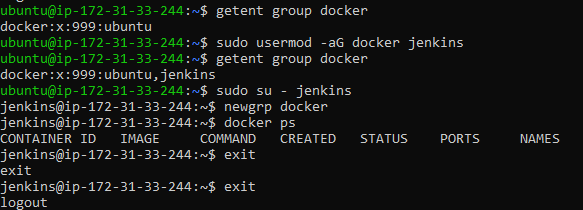 ubuntu@ip-172-31-33-244:~$ getent group docker
docker:x:999:ubuntu
ubuntu@ip-172-31-33-244:~$ sudo usermod -aG docker jenkins
ubuntu@ip-172-31-33-244:~$ getent group docker
docker:x:999:ubuntu,jenkins
ubuntu@ip-172-31-33-244:~$ sudo su - jenkins
jenkins@ip-172-31-33-244:~$ newgrp docker
jenkins@ip-172-31-33-244:~$ docker ps
CONTAINER ID   IMAGE     COMMAND   CREATED   STATUS    PORTS     NAMES
jenkins@ip-172-31-33-244:~$ exit
exit
jenkins@ip-172-31-33-244:~$ exit
logout